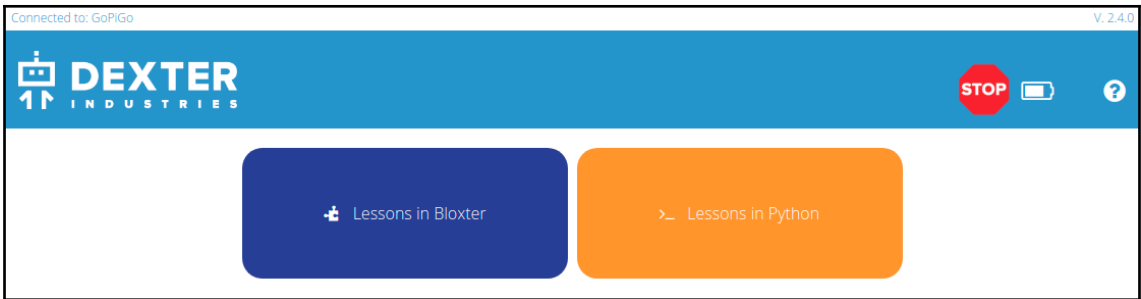 Connected to: GoPiGo
V. 2.4.0
DEXTER
INDUSTRIES
STOP
?
Lessons in Bloxter
>_ Lessons in Python